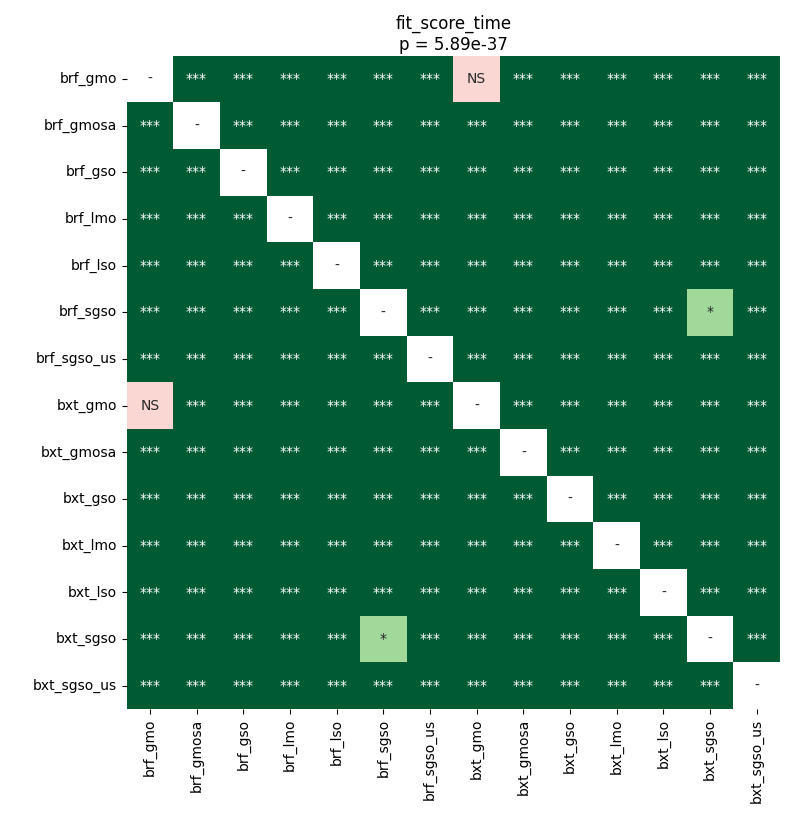 fit_score_time
p = 5.89e-37
brf_gmo - *** *** *** *** *** *** NS *** *** *** *** *** ***
brf_gmosa *** - *** *** *** *** *** *** *** *** *** *** *** ***
brf_gso *** *** - *** *** *** *** *** *** *** *** *** *** ***
brf_lmo *** *** *** - *** *** *** *** *** *** *** *** *** ***
brf_lso *** *** *** *** - *** *** *** *** *** *** *** *** ***
brf_sgso *** *** *** *** *** - *** *** *** *** *** *** * ***
brf_sgso_us *** *** *** *** *** *** - *** *** *** *** *** *** ***
bxt_gmo NS *** *** *** *** *** *** - *** *** *** *** *** ***
bxt_gmosa *** *** *** *** *** *** *** *** - *** *** *** *** ***
bxt_gso *** *** *** *** *** *** *** *** *** - *** *** *** ***
bxt_lmo *** *** *** *** *** *** *** *** *** *** - *** *** ***
bxt_lso *** *** *** *** *** *** *** *** *** *** *** - *** ***
bxt_sgso *** *** *** *** *** * *** *** *** *** *** *** - ***
bxt_sgso_us *** *** *** *** *** *** *** *** *** *** *** *** *** -
brf_gmo
brf_gmosa
brf_gso
brf_lmo
brf_lso
brf_sgso
brf_sgso_us
bxt_gmo
bxt_gmosa
bxt_gso
bxt_lmo
bxt_lso
bxt_sgso
bxt_sgso_us